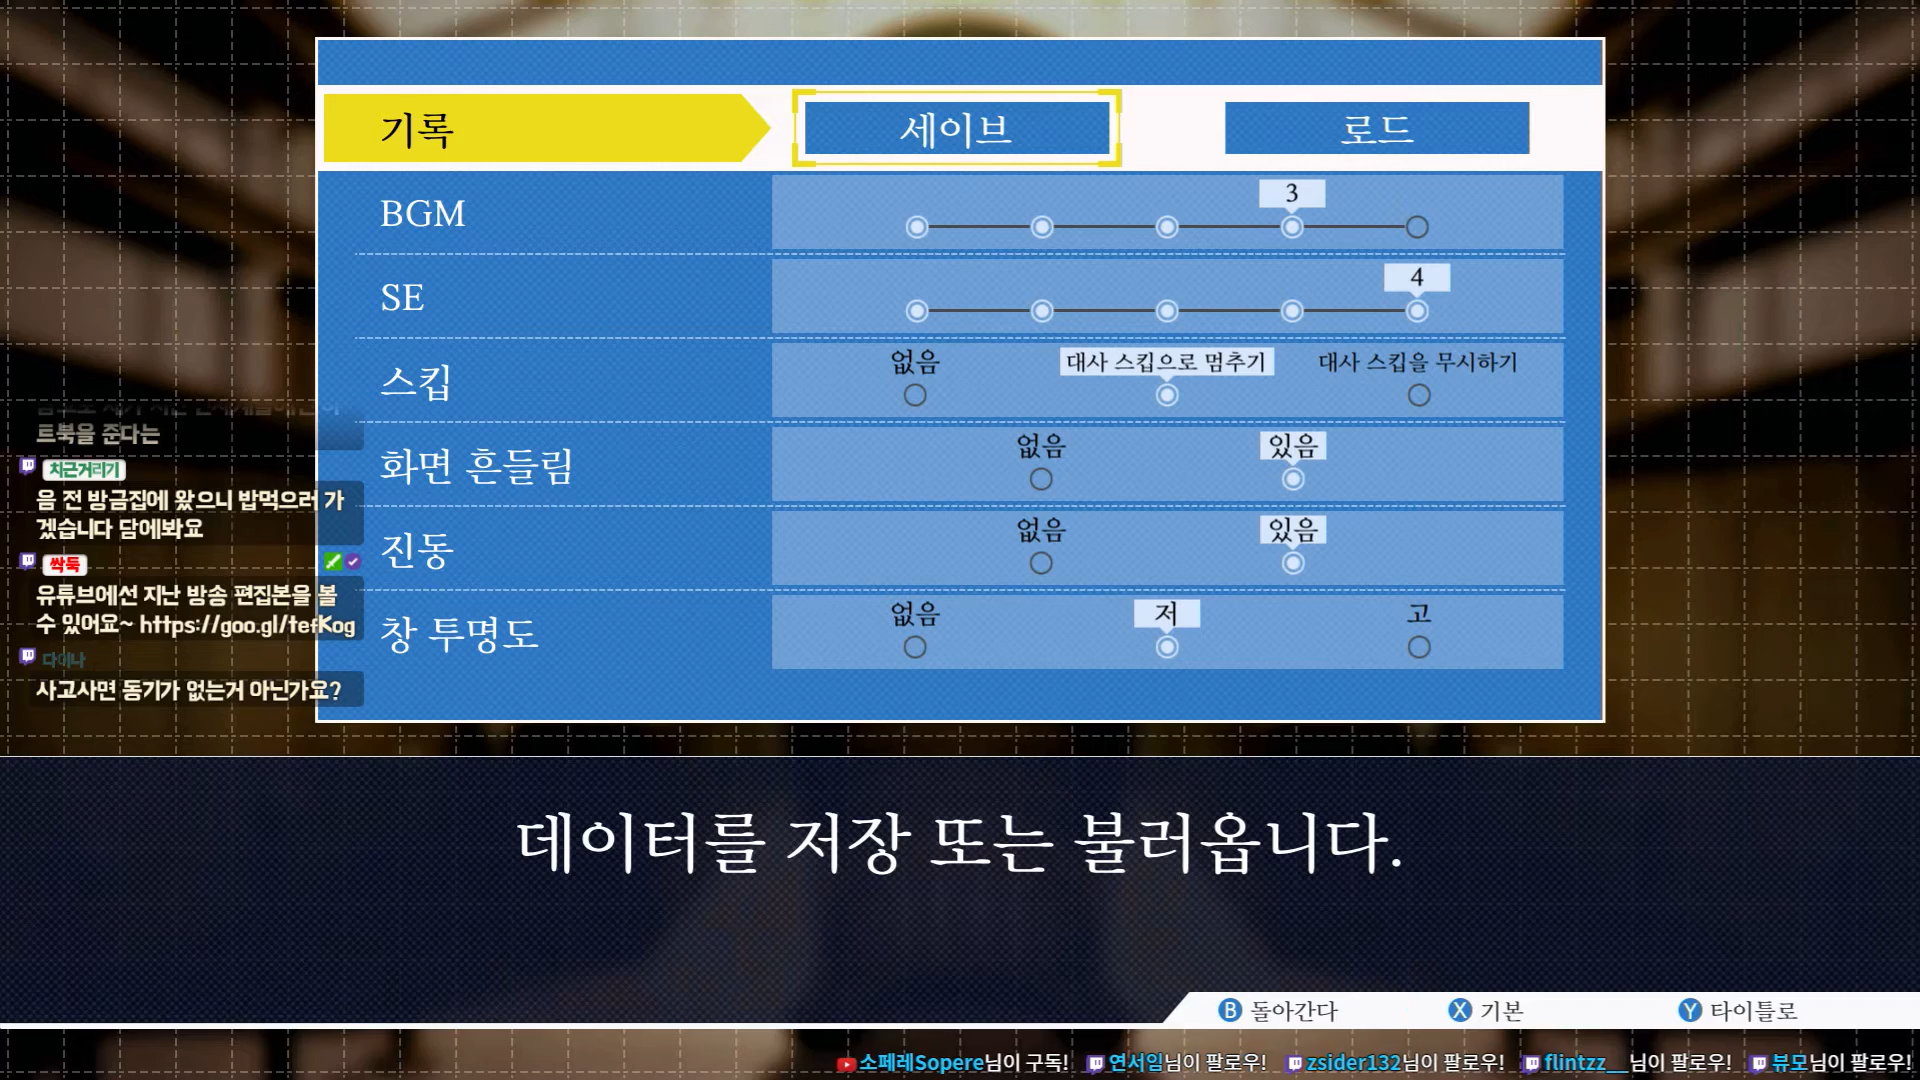 기록
세이브
로드
BGM
3
SE
4
스킵
없음
대사 스킵으로 멈추기
대사 스킵을 무시하기
화면 흔들림
없음
있음
진동
없음
있음
창 투명도
없음
저
고
트북을 준다는
치근거리기
음 전 방금집에 왔으니 밥먹으러 가
겠습니다 담에봐요
싹둑
유튜브에선 지난 방송 편집본을 볼
수 있어요~ https://goo.gl/tefKog
다이나
사고사면 동기가 없는거 아닌가요?
데이터를 저장 또는 불러옵니다.
B 돌아간다
X 기본
Y 타이틀로
소페레Sopere님이 구독! 연서임님이 팔로우! zsider132님이 팔로우! flintzz__님이 팔로우! 뷰모님이 팔로우!